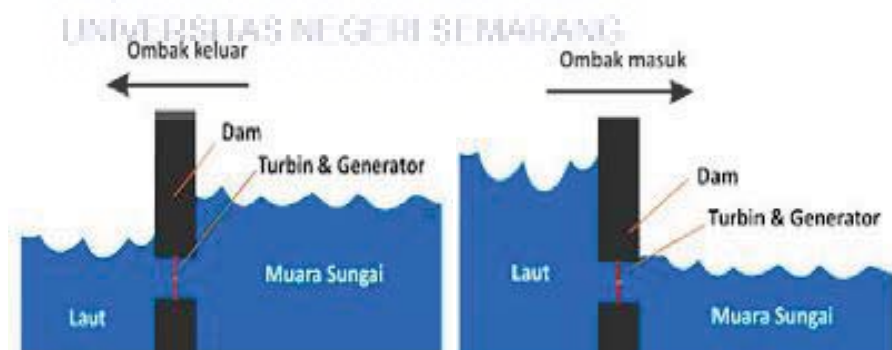 UNIVERSITAS NEGERI SEMARANG
Ombak keluar
Dam
Turbin & Generator
Muara Sungai
Laut
Ombak masuk
Dam
Turbin & Generator
Laut
Muara Sungai